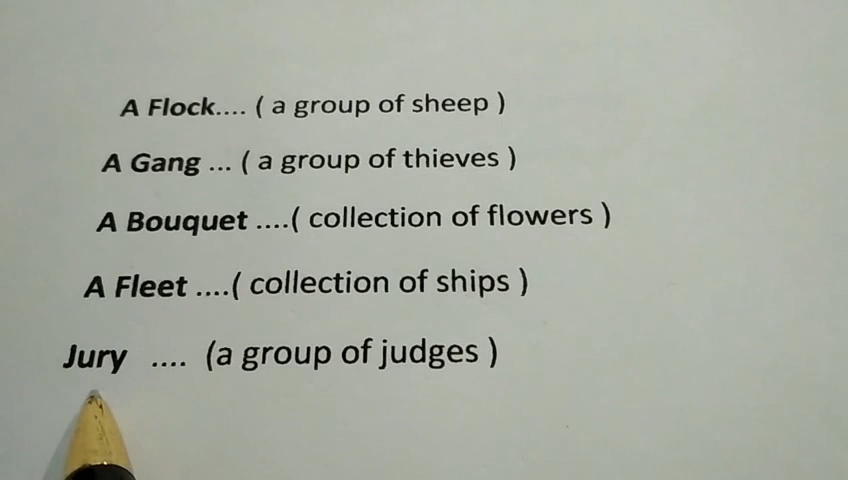 A Flock.... ( a group of sheep )
A Gang ... ( a group of thieves )
A Bouquet ....( collection of flowers )
A Fleet ....( collection of ships )
Jury .... (a group of judges )